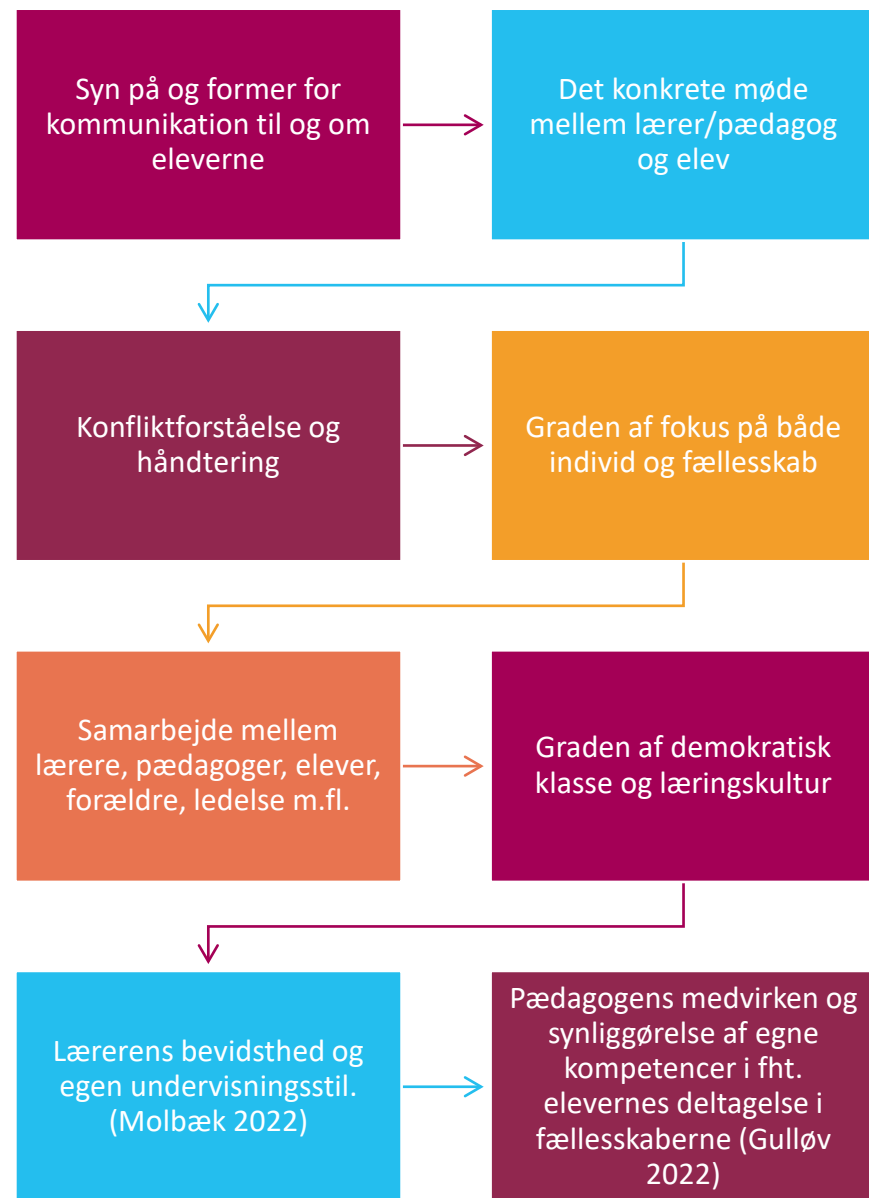 Syn på og former for
kommunikation til og om
eleverne
Det konkrete møde
mellem lærer/pædagog
og elev
Konfliktforståelse og
håndtering
Graden af fokus på både
individ og fællesskab
Samarbejde mellem
lærere, pædagoger, elever,
forældre, ledelse m.fl.
Graden af demokratisk
klasse og læringskultur
Lærerens bevidsthed og
egen undervisningsstil.
(Molbæk 2022)
Pædagogens medvirken og
synliggørelse af egne
kompetencer i fht.
elevernes deltagelse i
fællesskaberne (Gulløv
2022)